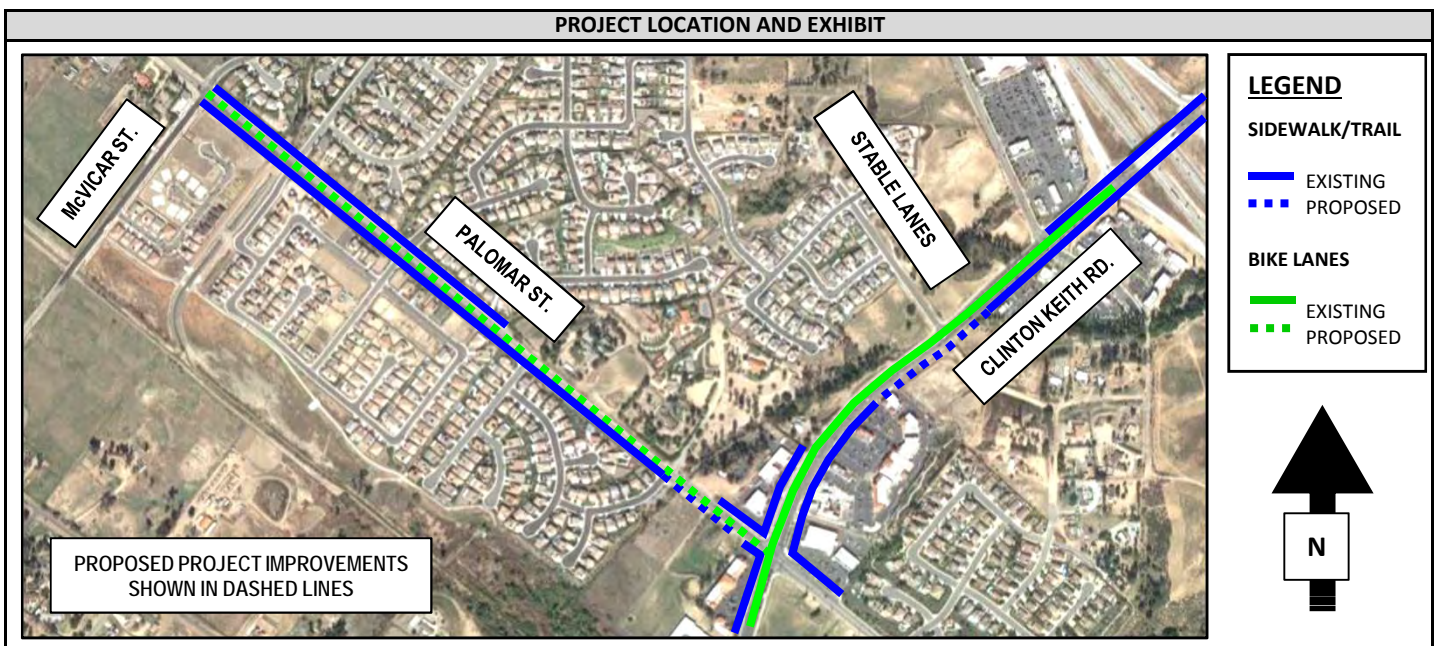 PROJECT LOCATION AND EXHIBIT
McVICAR ST.
PALOMAR ST.
STABLE LANES
CLINTON KEITH RD.
PROPOSED PROJECT IMPROVEMENTS
SHOWN IN DASHED LINES
LEGEND
SIDEWALK/TRAIL
EXISTING
PROPOSED
BIKE LANES
EXISTING
PROPOSED
N